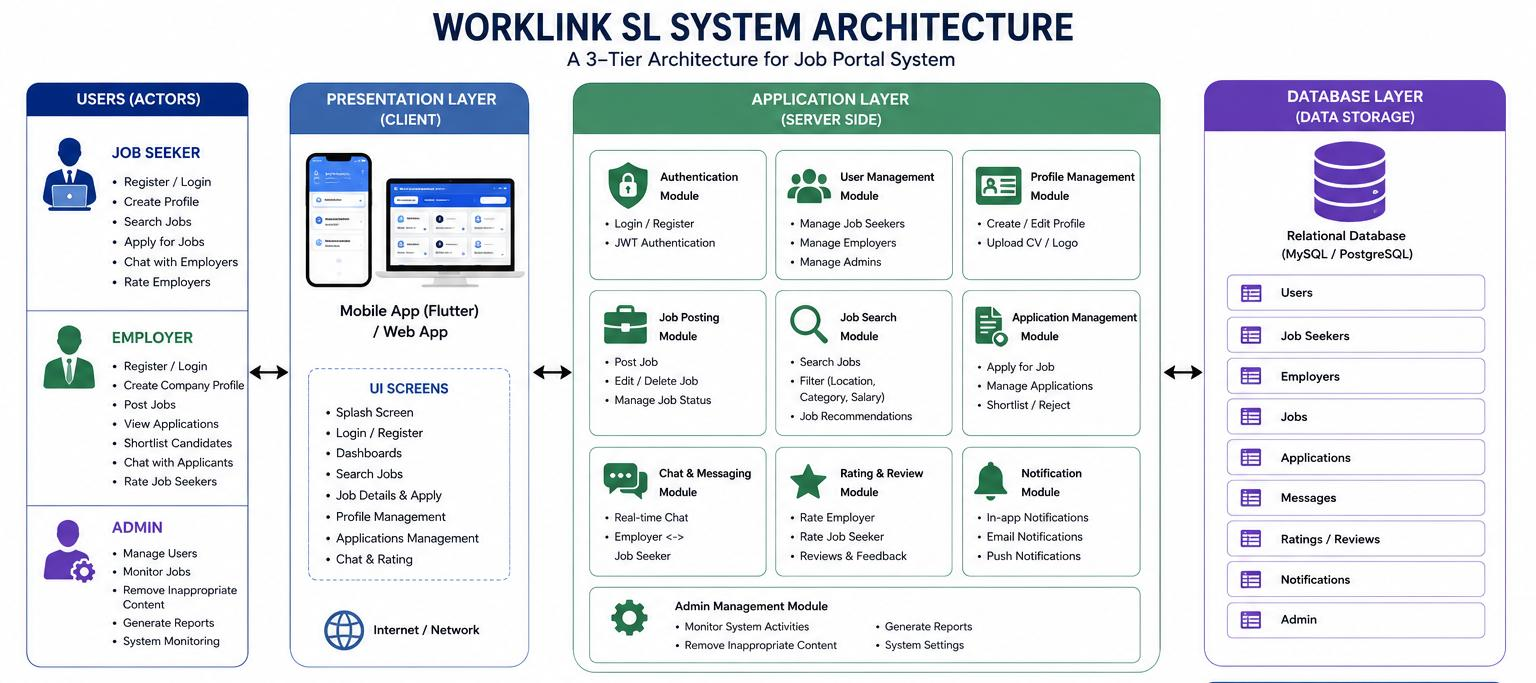 WORKLINK SL SYSTEM ARCHITECTURE
A 3-Tier Architecture for Job Portal System
USERS (ACTORS)
JOB SEEKER
• Register / Login
• Create Profile
• Search Jobs
• Apply for Jobs
• Chat with Employers
• Rate Employers
EMPLOYER
• Register / Login
• Create Company Profile
• Post Jobs
• View Applications
• Shortlist Candidates
• Chat with Applicants
• Rate Job Seekers
ADMIN
• Manage Users
• Monitor Jobs
• Remove Inappropriate
Content
• Generate Reports
• System Monitoring
PRESENTATION LAYER
(CLIENT)
Mobile App (Flutter)
/ Web App
UI SCREENS
• Splash Screen
• Login / Register
• Dashboards
• Search Jobs
• Job Details & Apply
• Profile Management
• Applications Management
• Chat & Rating
Internet / Network
APPLICATION LAYER
(SERVER SIDE)
Authentication
Module
• Login / Register
• JWT Authentication
User Management
Module
• Manage Job Seekers
• Manage Employers
• Manage Admins
Profile Management
Module
• Create / Edit Profile
• Upload CV / Logo
Job Posting
Module
• Post Job
• Edit / Delete Job
• Manage Job Status
Job Search
Module
• Search Jobs
• Filter (Location,
Category, Salary)
• Job Recommendations
Application Management
Module
• Apply for Job
• Manage Applications
• Shortlist / Reject
Chat & Messaging
Module
• Real-time Chat
• Employer <->
Job Seeker
Rating & Review
Module
• Rate Employer
• Rate Job Seeker
• Reviews & Feedback
Notification
Module
• In-app Notifications
• Email Notifications
• Push Notifications
Admin Management Module
• Monitor System Activities
• Remove Inappropriate Content
• Generate Reports
• System Settings
DATABASE LAYER
(DATA STORAGE)
Relational Database
(MySQL / PostgreSQL)
Users
Job Seekers
Employers
Jobs
Applications
Messages
Ratings / Reviews
Notifications
Admin